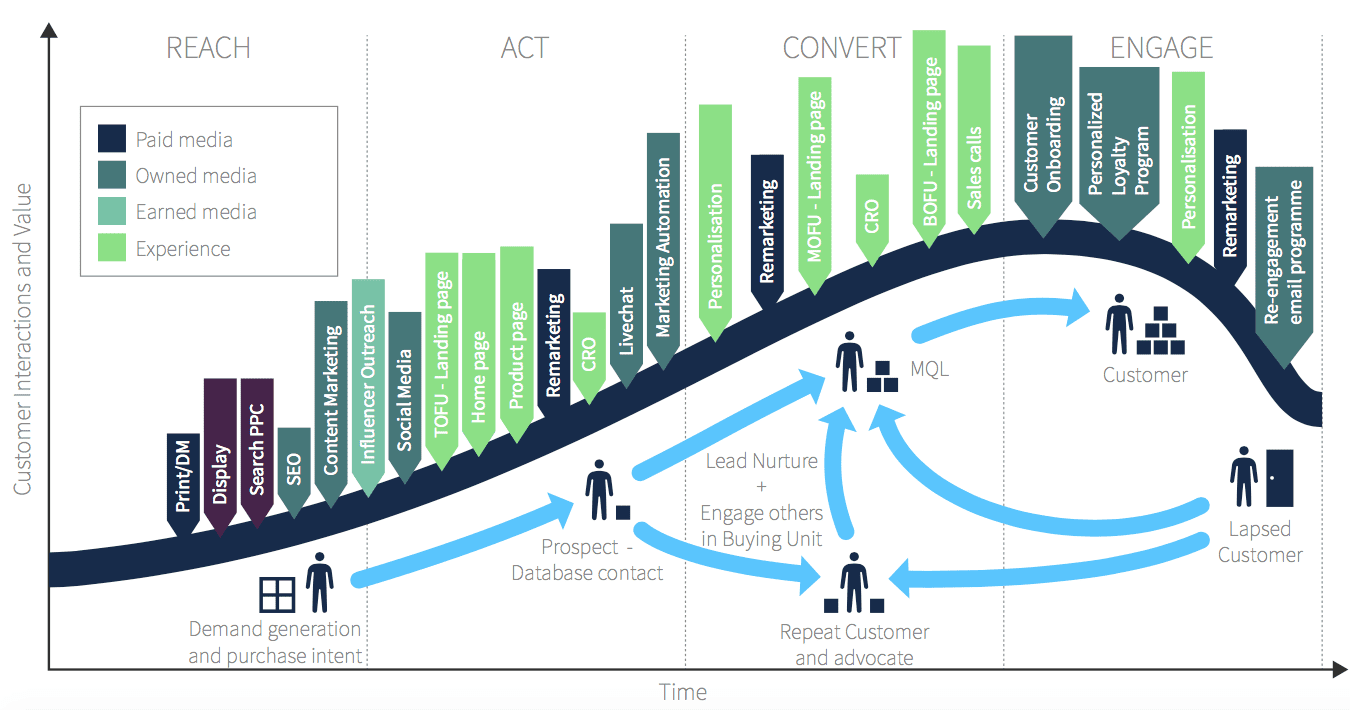 REACH
ACT
CONVERT
ENGAGE
Paid media
Owned media
Earned media
Experience
Customer Interactions and Value
Print/DM
Display
Search PPC
SEO
Content Marketing
Influencer Outreach
Social Media
TOFU - Landing page
Home page
Product page
Remarketing
CRO
Livechat
Marketing Automation
Personalisation
Remarketing
MOFU - Landing page
CRO
BOFU - Landing page
Sales calls
Customer
Onboarding
Personalized
Loyalty
Program
Personalisation
Remarketing
Re-engagement
email programme
Demand generation
and purchase intent
Prospect -
Database contact
Lead Nurture
+
Engage others
in Buying Unit
MQL
Customer
Repeat Customer
and advocate
Lapsed
Customer
Time